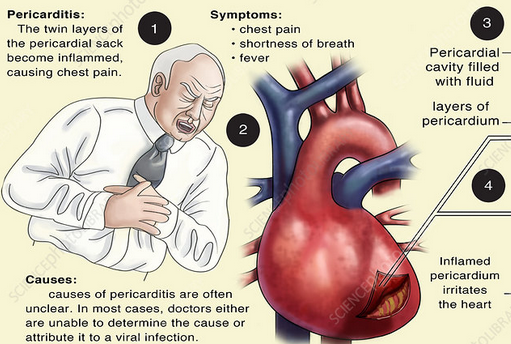 Pericarditis:
The twin layers of
the pericardial sack
become inflammed,
causing chest pain.
1
Symptoms:
• chest pain
• shortness of breath
• fever
2
3
Pericardial
cavity filled
with fluid
layers of
pericardium
4
Inflamed
pericardium
irritates
the heart
Causes:
causes of pericarditis are often
unclear. In most cases, doctors either
are unable to determine the cause or
attribute it to a viral infection.